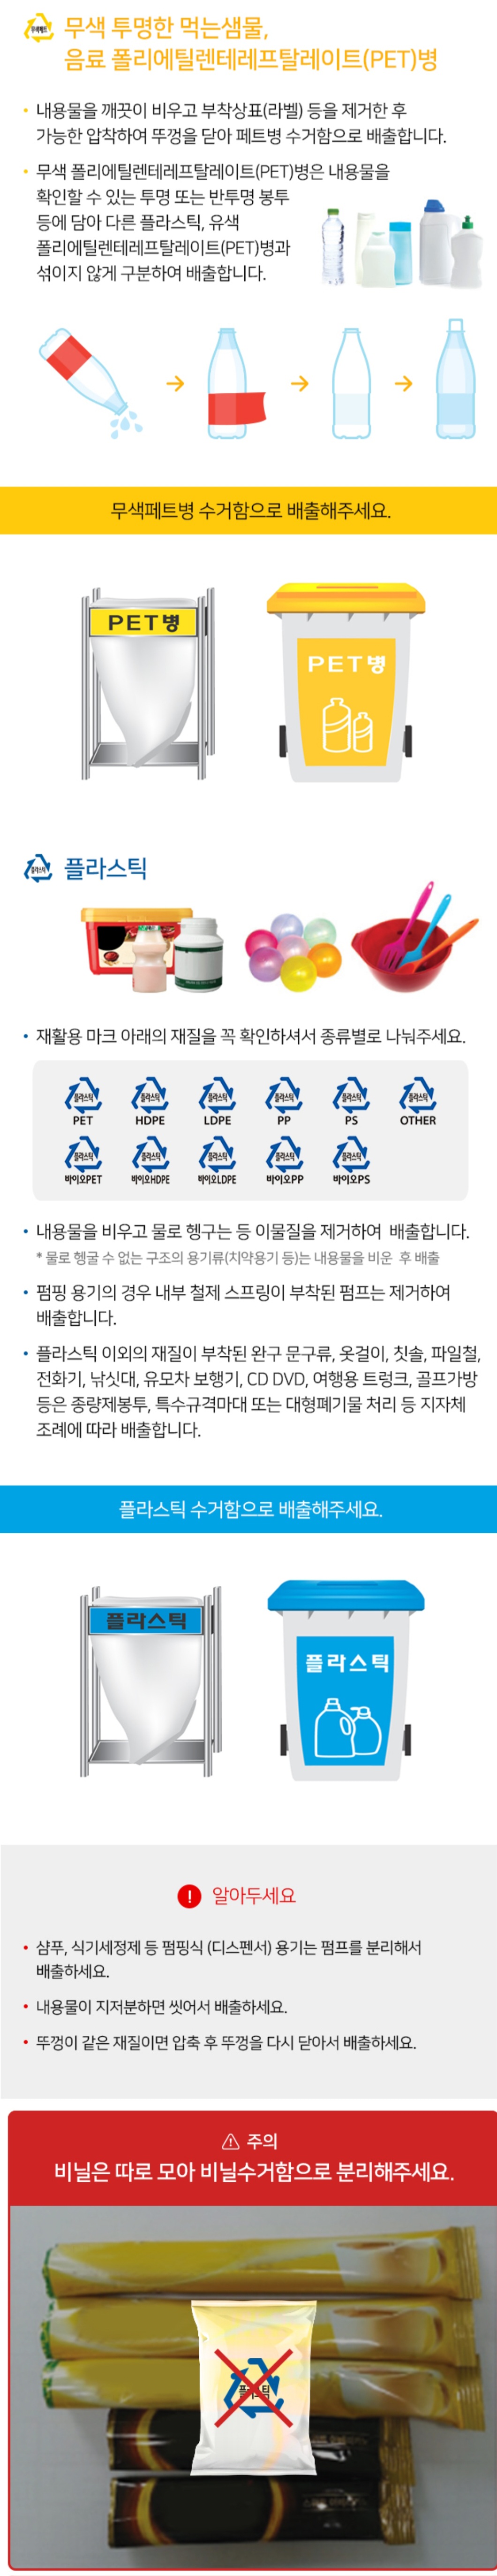 무색페트
무색 투명한 먹는샘물,
음료 폴리에틸렌테레프탈레이트(PET)병
• 내용물을 깨끗이 비우고 부착상표(라벨) 등을 제거한 후
가능한 압착하여 뚜껑을 닫아 페트병 수거함으로 배출합니다.
• 무색 폴리에틸렌테레프탈레이트(PET)병은 내용물을
확인할 수 있는 투명 또는 반투명 봉투
등에 담아 다른 플라스틱, 유색
폴리에틸렌테레프탈레이트(PET)병과
섞이지 않게 구분하여 배출합니다.
무색페트병 수거함으로 배출해주세요.
PET병
PET병
플라스틱
플라스틱
• 재활용 마크 아래의 재질을 꼭 확인하셔서 종류별로 나눠주세요.
플라스틱 플라스틱 플라스틱 플라스틱 플라스틱 플라스틱
PET HDPE LDPE PP PS OTHER
플라스틱 플라스틱 플라스틱 플라스틱 플라스틱
바이오PET 바이오HDPE 바이오LDPE 바이오PP 바이오PS
• 내용물을 비우고 물로 헹구는 등 이물질을 제거하여 배출합니다.
* 물로 헹굴 수 없는 구조의 용기류(치약용기 등)는 내용물을 비운 후 배출
• 펌핑 용기의 경우 내부 철제 스프링이 부착된 펌프는 제거하여
배출합니다.
• 플라스틱 이외의 재질이 부착된 완구 문구류, 옷걸이, 칫솔, 파일철,
전화기, 낚싯대, 유모차 보행기, CD DVD, 여행용 트렁크, 골프가방
등은 종량제봉투, 특수규격마대 또는 대형폐기물 처리 등 지자체
조례에 따라 배출합니다.
플라스틱 수거함으로 배출해주세요.
플라스틱
플라스틱
! 알아두세요
• 샴푸, 식기세정제 등 펌핑식 (디스펜서) 용기는 펌프를 분리해서
배출하세요.
• 내용물이 지저분하면 씻어서 배출하세요.
• 뚜껑이 같은 재질이면 압축 후 뚜껑을 다시 닫아서 배출하세요.
⚠ 주의
비닐은 따로 모아 비닐수거함으로 분리해주세요.
플라스틱